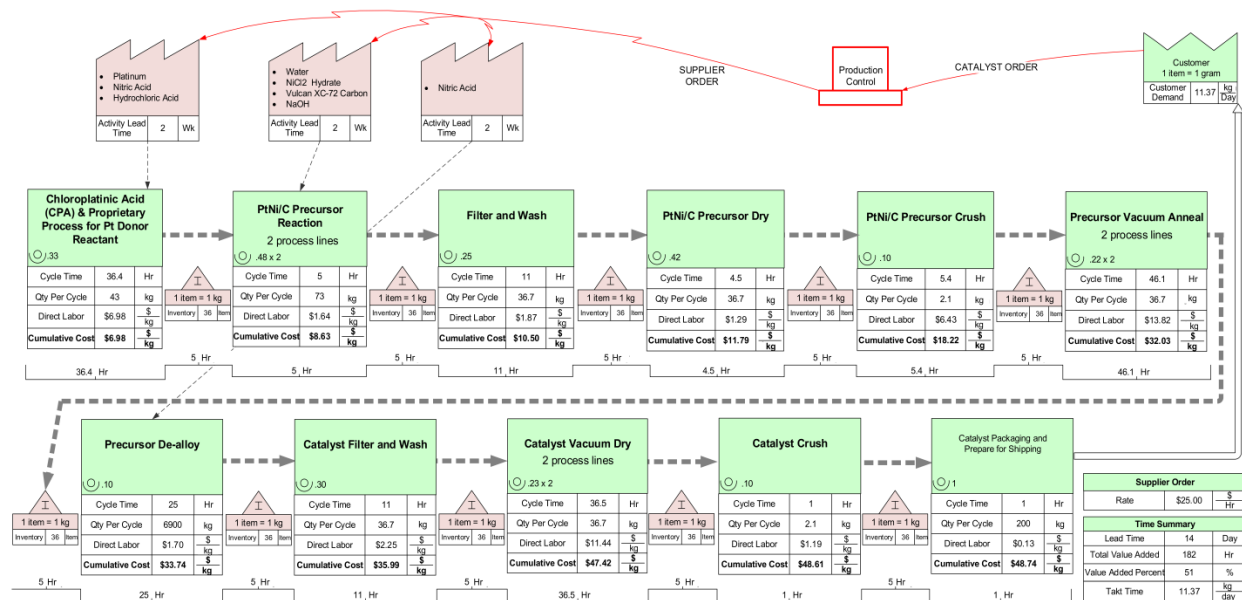 Platinum
Nitric Acid
Hydrochloric Acid
Activity Lead Time 2 Wk
Water
NiCl2 Hydrate
Vulcan XC-72 Carbon
NaOH
Activity Lead Time 2 Wk
Nitric Acid
Activity Lead Time 2 Wk
SUPPLIER
ORDER
Production
Control
CATALYST ORDER
Customer
1 item = 1 gram
Customer Demand 11.37 kg Day
Chloroplatinic Acid
(CPA) & Proprietary
Process for Pt Donor
Reactant
.33
Cycle Time 36.4 Hr
Qty Per Cycle 43 kg
Direct Labor $6.98 $ kg
Cumulative Cost $6.98 $ kg
I
1 item = 1 kg
Inventory 36 Item
PtNi/C Precursor
Reaction
2 process lines
.48 x 2
Cycle Time 5 Hr
Qty Per Cycle 73 kg
Direct Labor $1.64 $ kg
Cumulative Cost $8.63 $ kg
I
1 item = 1 kg
Inventory 36 Item
Filter and Wash
.25
Cycle Time 11 Hr
Qty Per Cycle 36.7 kg
Direct Labor $1.87 $ kg
Cumulative Cost $10.50 $ kg
I
1 item = 1 kg
Inventory 36 Item
PtNi/C Precursor Dry
.42
Cycle Time 4.5 Hr
Qty Per Cycle 36.7 kg
Direct Labor $1.29 $ kg
Cumulative Cost $11.79 $ kg
I
1 item = 1 kg
Inventory 36 Item
PtNi/C Precursor Crush
.10
Cycle Time 5.4 Hr
Qty Per Cycle 2.1 kg
Direct Labor $6.43 $ kg
Cumulative Cost $18.22 $ kg
I
1 item = 1 kg
Inventory 36 Item
Precursor Vacuum Anneal
2 process lines
.22 x 2
Cycle Time 46.1 Hr
Qty Per Cycle 36.7 kg
Direct Labor $13.82 $ kg
Cumulative Cost $32.03 $ kg
5 Hr 5 Hr 5 Hr 5 Hr 5 Hr
36.4 Hr 5 Hr 11 Hr 4.5 Hr 5.4 Hr 46.1 Hr
I
1 item = 1 kg
Inventory 36 Item
Precursor De-alloy
.10
Cycle Time 25 Hr
Qty Per Cycle 6900 kg
Direct Labor $1.70 $ kg
Cumulative Cost $33.74 $ kg
I
1 item = 1 kg
Inventory 36 Item
Catalyst Filter and Wash
.30
Cycle Time 11 Hr
Qty Per Cycle 36.7 kg
Direct Labor $2.25 $ kg
Cumulative Cost $35.99 $ kg
I
1 item = 1 kg
Inventory 36 Item
Catalyst Vacuum Dry
2 process lines
.23 x 2
Cycle Time 36.5 Hr
Qty Per Cycle 36.7 kg
Direct Labor $11.44 $ kg
Cumulative Cost $47.42 $ kg
I
1 item = 1 kg
Inventory 36 Item
Catalyst Crush
.10
Cycle Time 1 Hr
Qty Per Cycle 2.1 kg
Direct Labor $1.19 $ kg
Cumulative Cost $48.61 $ kg
I
1 item = 1 kg
Inventory 36 Item
Catalyst Packaging and
Prepare for Shipping
1
Cycle Time 1 Hr
Qty Per Cycle 200 kg
Direct Labor $0.13 $ kg
Cumulative Cost $48.74 $ kg
5 Hr 5 Hr 5 Hr 5 Hr 5 Hr
25 Hr 11 Hr 36.5 Hr 1 Hr 1 Hr
Supplier Order
Rate $25.00 $ Hr
Time Summary
Lead Time 14 Day
Total Value Added 182 Hr
Value Added Percent 51 %
Takt Time 11.37 kg day